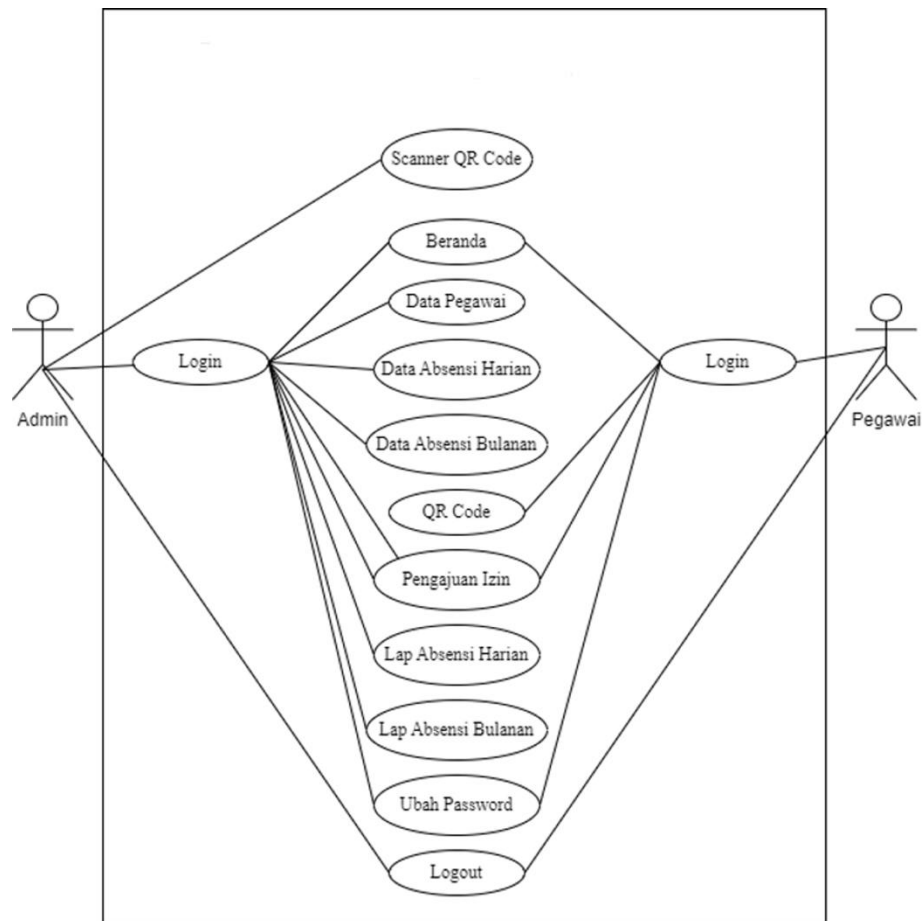 Scanner QR Code
Beranda
Data Pegawai
Login
Data Absensi Harian
Login
Admin
Pegawai
Data Absensi Bulanan
QR Code
Pengajuan Izin
Lap Absensi Harian
Lap Absensi Bulanan
Ubah Password
Logout